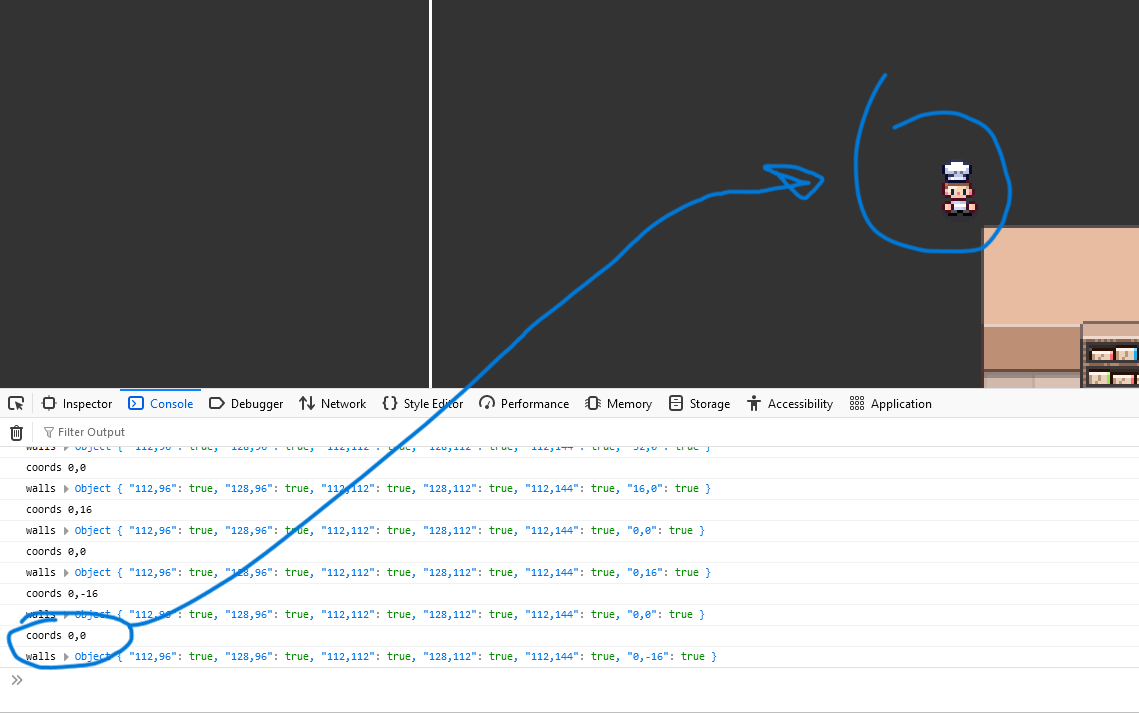 Inspector Console Debugger Network Style Editor Performance Memory Storage Accessibility Application
Filter Output
walls Object { "112,96": true, "128,96": true, "112,112": true, "128,112": true, "112,144": true, "32,0": true }
coords 0,0
walls Object { "112,96": true, "128,96": true, "112,112": true, "128,112": true, "112,144": true, "16,0": true }
coords 0,16
walls Object { "112,96": true, "128,96": true, "112,112": true, "128,112": true, "112,144": true, "0,0": true }
coords 0,0
walls Object { "112,96": true, "128,96": true, "112,112": true, "128,112": true, "112,144": true, "0,16": true }
coords 0,-16
walls Object { "112,96": true, "128,96": true, "112,112": true, "128,112": true, "112,144": true, "0,0": true }
coords 0,0
walls Object { "112,96": true, "128,96": true, "112,112": true, "128,112": true, "112,144": true, "0,-16": true }